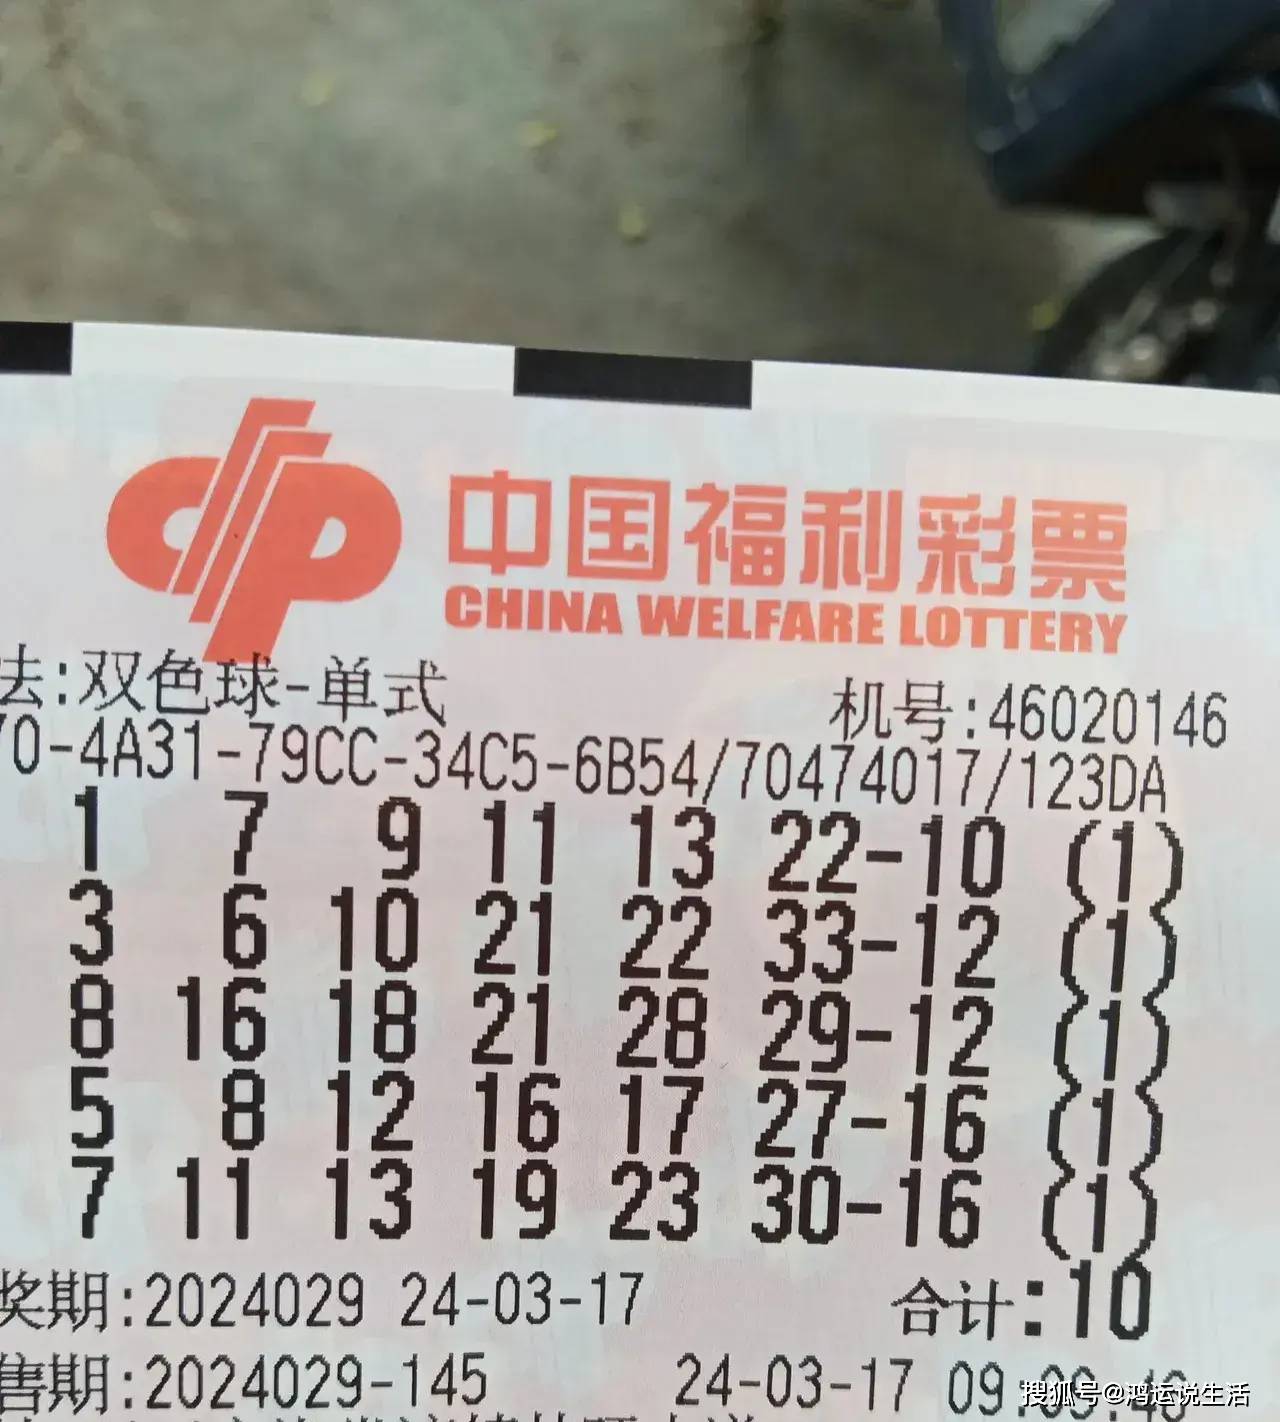 中国福利彩票
CHINA WELFARE LOTTERY
法:双色球-单式 机号:46020146
70-4A31-79CC-34C5-6B54/70474017/123DA
1 7 9 11 13 22-10 (1)
3 6 10 21 22 33-12 (1)
8 16 18 21 28 29-12 (1)
5 8 12 16 17 27-16 (1)
7 11 13 19 23 30-16 (1)
奖期:2024029 24-03-17 合计:10
售期:2024029-145 24-03-17
搜狐号@鸿运说生活